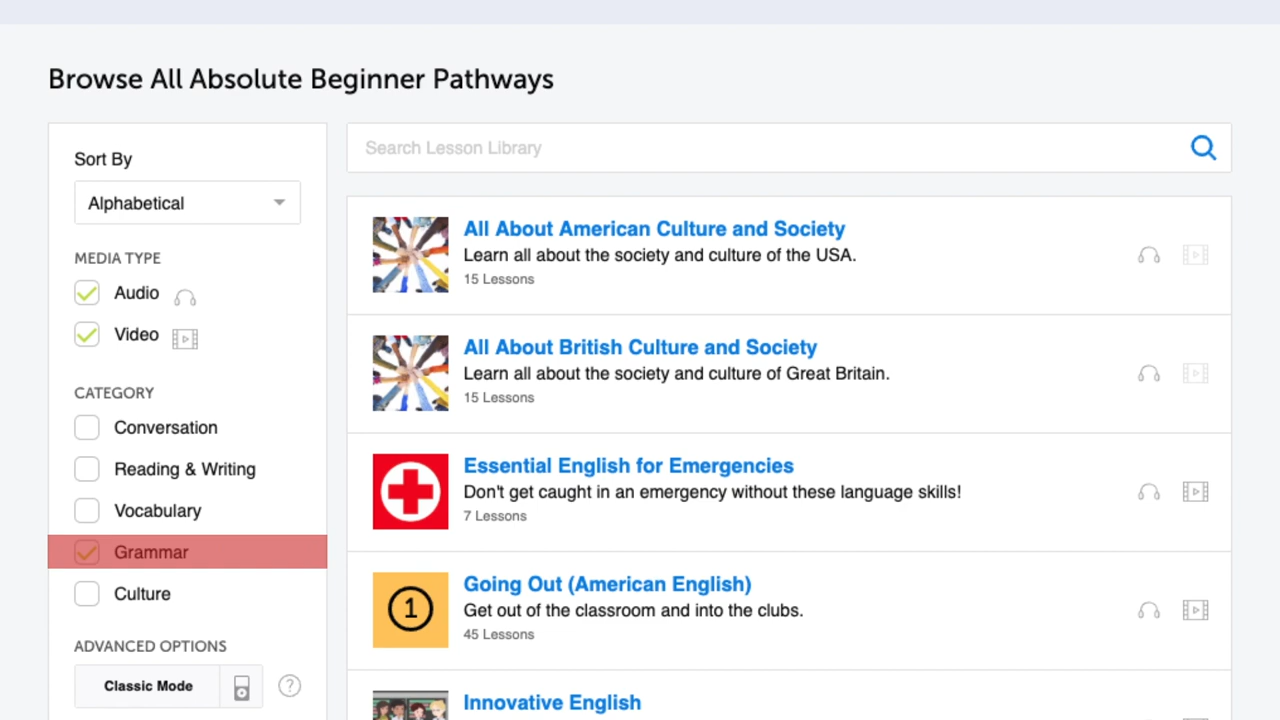 Browse All Absolute Beginner Pathways
Sort By
Alphabetical
MEDIA TYPE
Audio
Video
CATEGORY
Conversation
Reading & Writing
Vocabulary
Grammar
Culture
ADVANCED OPTIONS
Classic Mode
?
Search Lesson Library
All About American Culture and Society
Learn all about the society and culture of the USA.
15 Lessons
All About British Culture and Society
Learn all about the society and culture of Great Britain.
15 Lessons
Essential English for Emergencies
Don't get caught in an emergency without these language skills!
7 Lessons
1
Going Out (American English)
Get out of the classroom and into the clubs.
45 Lessons
Innovative English